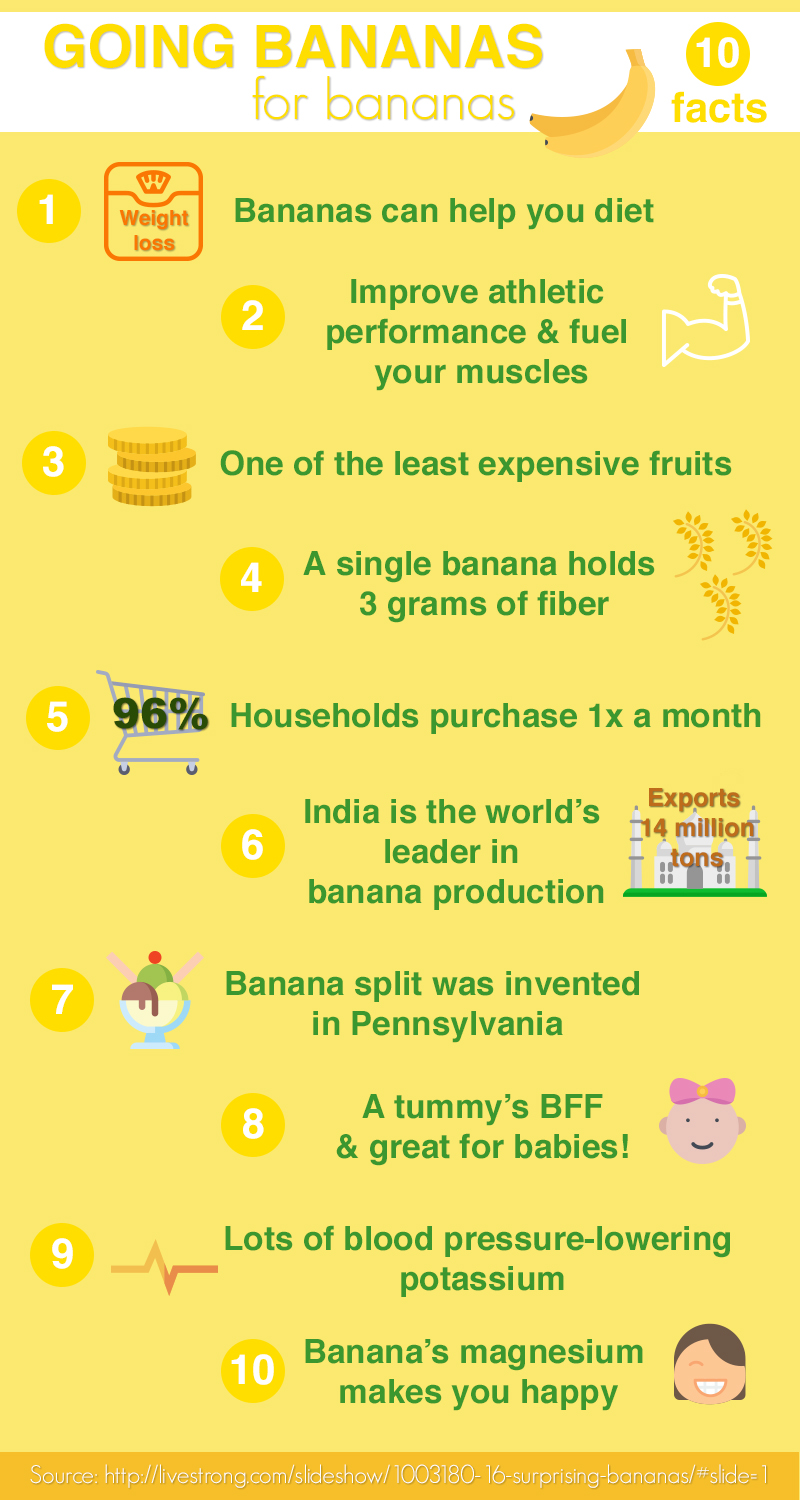 GOING BANANAS
for bananas
10
facts
1
Weight
loss
Bananas can help you diet
2
Improve athletic
performance & fuel
your muscles
3
One of the least expensive fruits
4
A single banana holds
3 grams of fiber
5
96%
Households purchase 1x a month
6
India is the world's
leader in
banana production
Exports
14 million
tons
7
Banana split was invented
in Pennsylvania
8
A tummy's BFF
& great for babies!
9
Lots of blood pressure-lowering
potassium
10
Banana's magnesium
makes you happy
Source: http://livestrong.com/slideshow/1003180-16-surprising-bananas/#slide=1